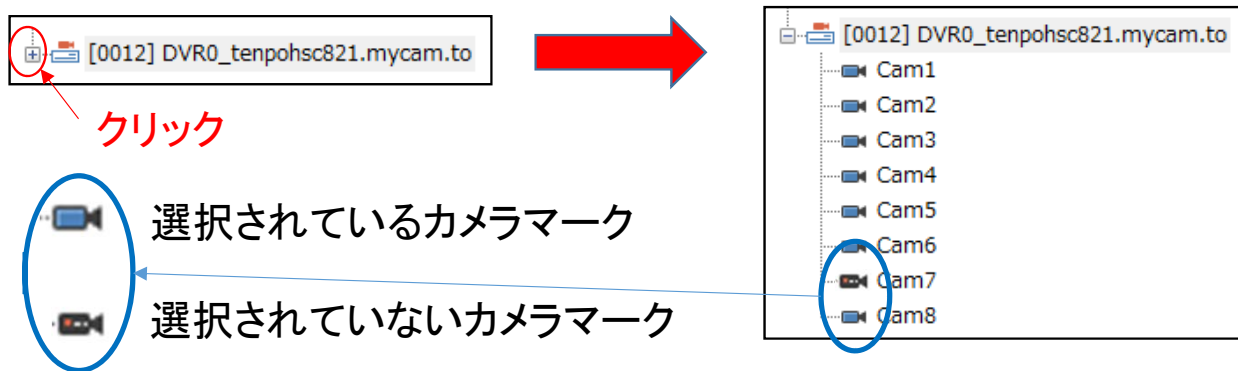 [0012] DVR0_tenpohsc821.mycam.to
クリック
選択されているカメラマーク
選択されていないカメラマーク
[0012] DVR0_tenpohsc821.mycam.to
Cam1
Cam2
Cam3
Cam4
Cam5
Cam6
Cam7
Cam8